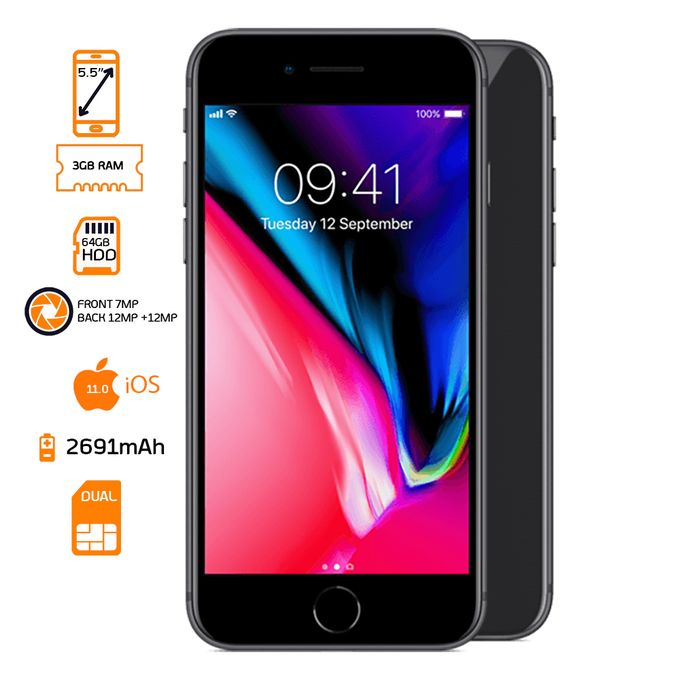 5.5"
3GB RAM
64GB
HDD
FRONT 7MP
BACK 12MP +12MP
11.0
iOS
2691mAh
DUAL
100%
09:41
Tuesday 12 September